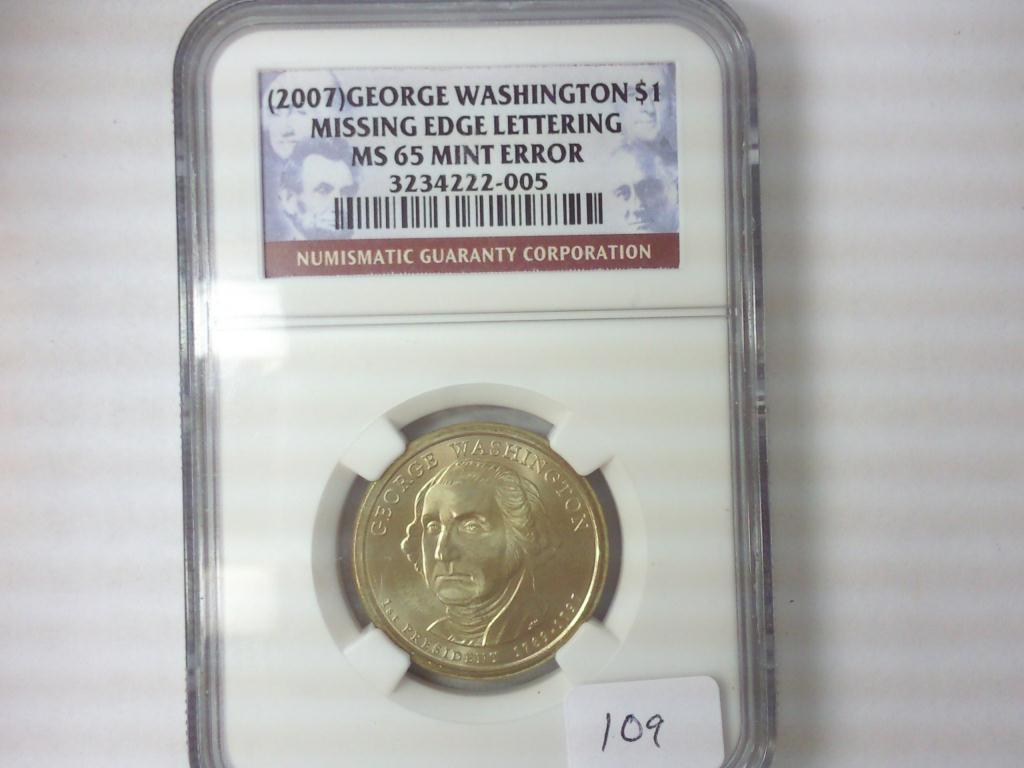 (2007)GEORGE WASHINGTON $1
MISSING EDGE LETTERING
MS 65 MINT ERROR
3234222-005
NUMISMATIC GUARANTY CORPORATION
GEORGE WASHINGTON
1st PRESIDENT 1789-1797
109